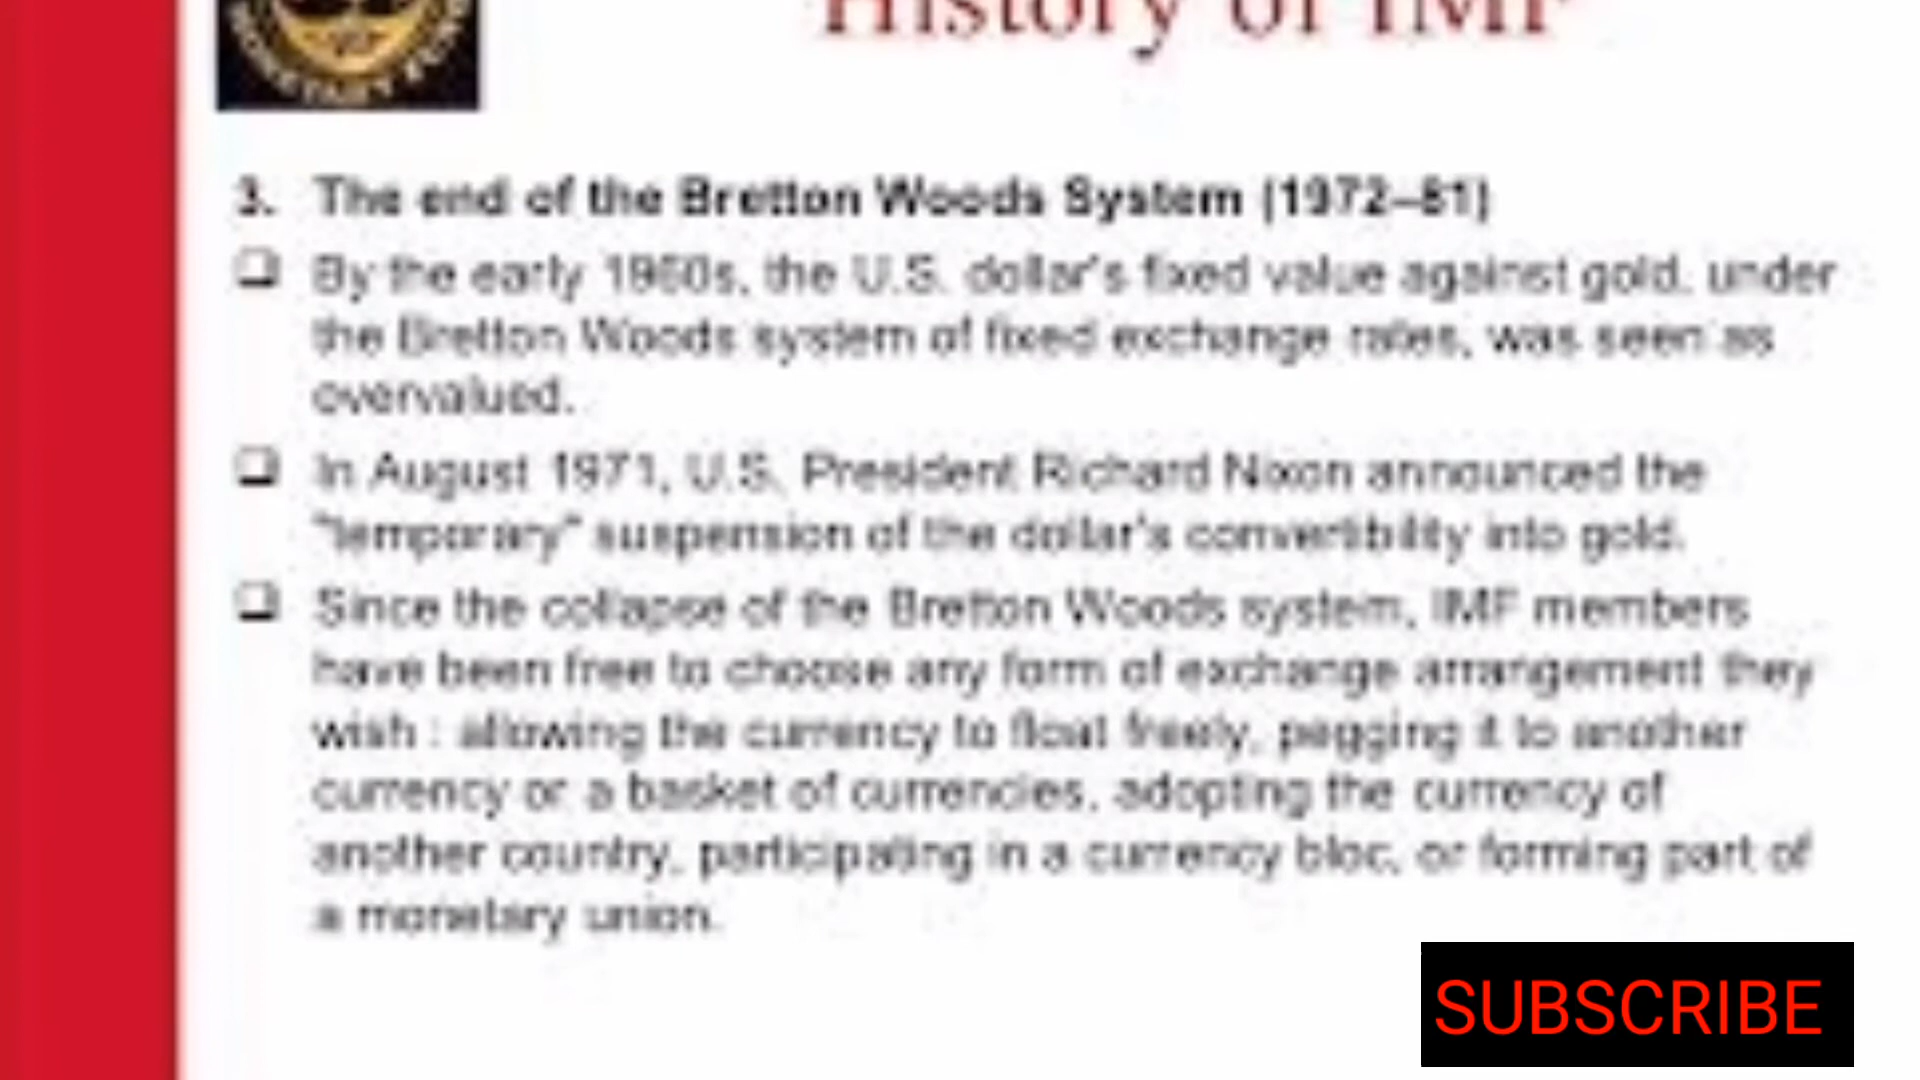 History of IMF
MONETARY FUND
3. The end of the Bretton Woods System (1972–81)
❑ By the early 1960s, the U.S. dollar's fixed value against gold, under
the Bretton Woods system of fixed exchange rates, was seen as
overvalued.
❑ In August 1971, U.S. President Richard Nixon announced the
"temporary" suspension of the dollar's convertibility into gold.
❑ Since the collapse of the Bretton Woods system, IMF members
have been free to choose any form of exchange arrangement they
wish : allowing the currency to float freely, pegging it to another
currency or a basket of currencies, adopting the currency of
another country, participating in a currency bloc, or forming part of
a monetary union.
SUBSCRIBE